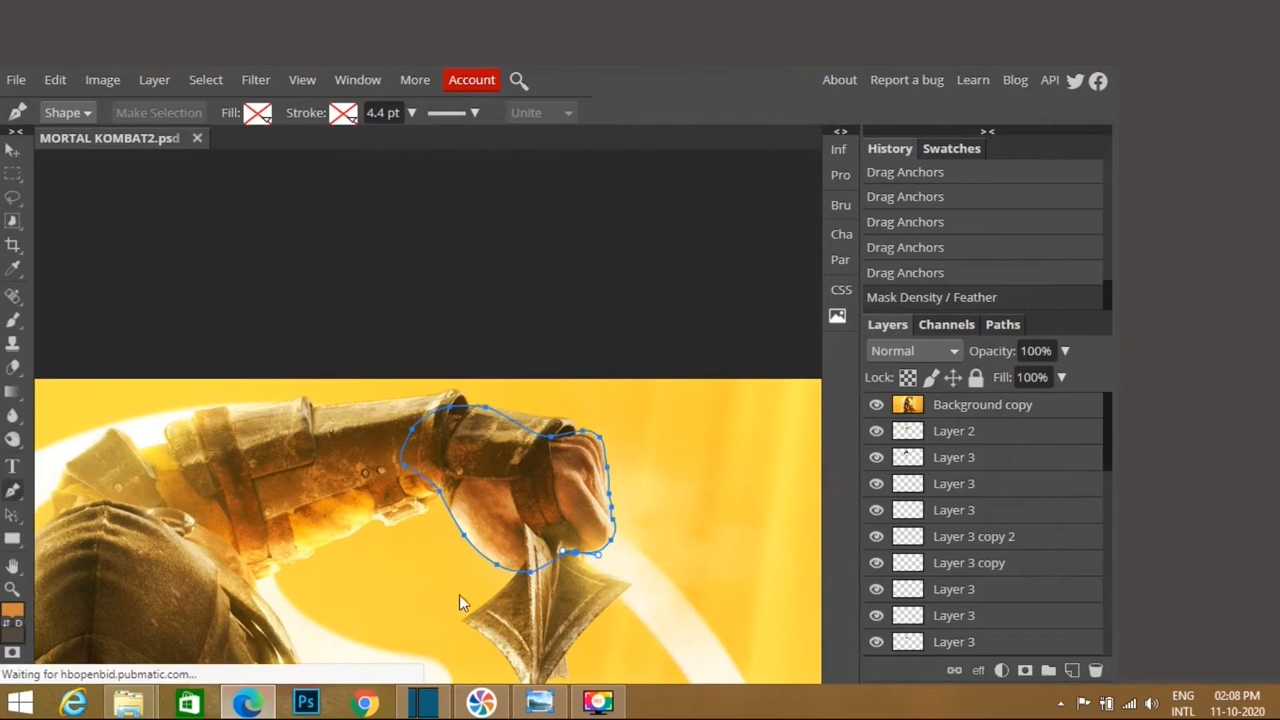 File Edit Image Layer Select Filter View Window More Account About Report a bug Learn Blog API
Shape Make Selection Fill: Stroke: 4.4 pt Unite
MORTAL KOMBAT2.psd
Inf
Pro
Bru
Cha
Par
CSS
History Swatches
Drag Anchors
Drag Anchors
Drag Anchors
Drag Anchors
Drag Anchors
Mask Density / Feather
Layers Channels Paths
Normal Opacity: 100%
Lock: Fill: 100%
Background copy
Layer 2
Layer 3
Layer 3
Layer 3
Layer 3 copy 2
Layer 3 copy
Layer 3
Layer 3
Layer 3
eff
D
Waiting for hbopenbid.pubmatic.com...
Ps
ENG 02:08 PM
INTL 11-10-2020